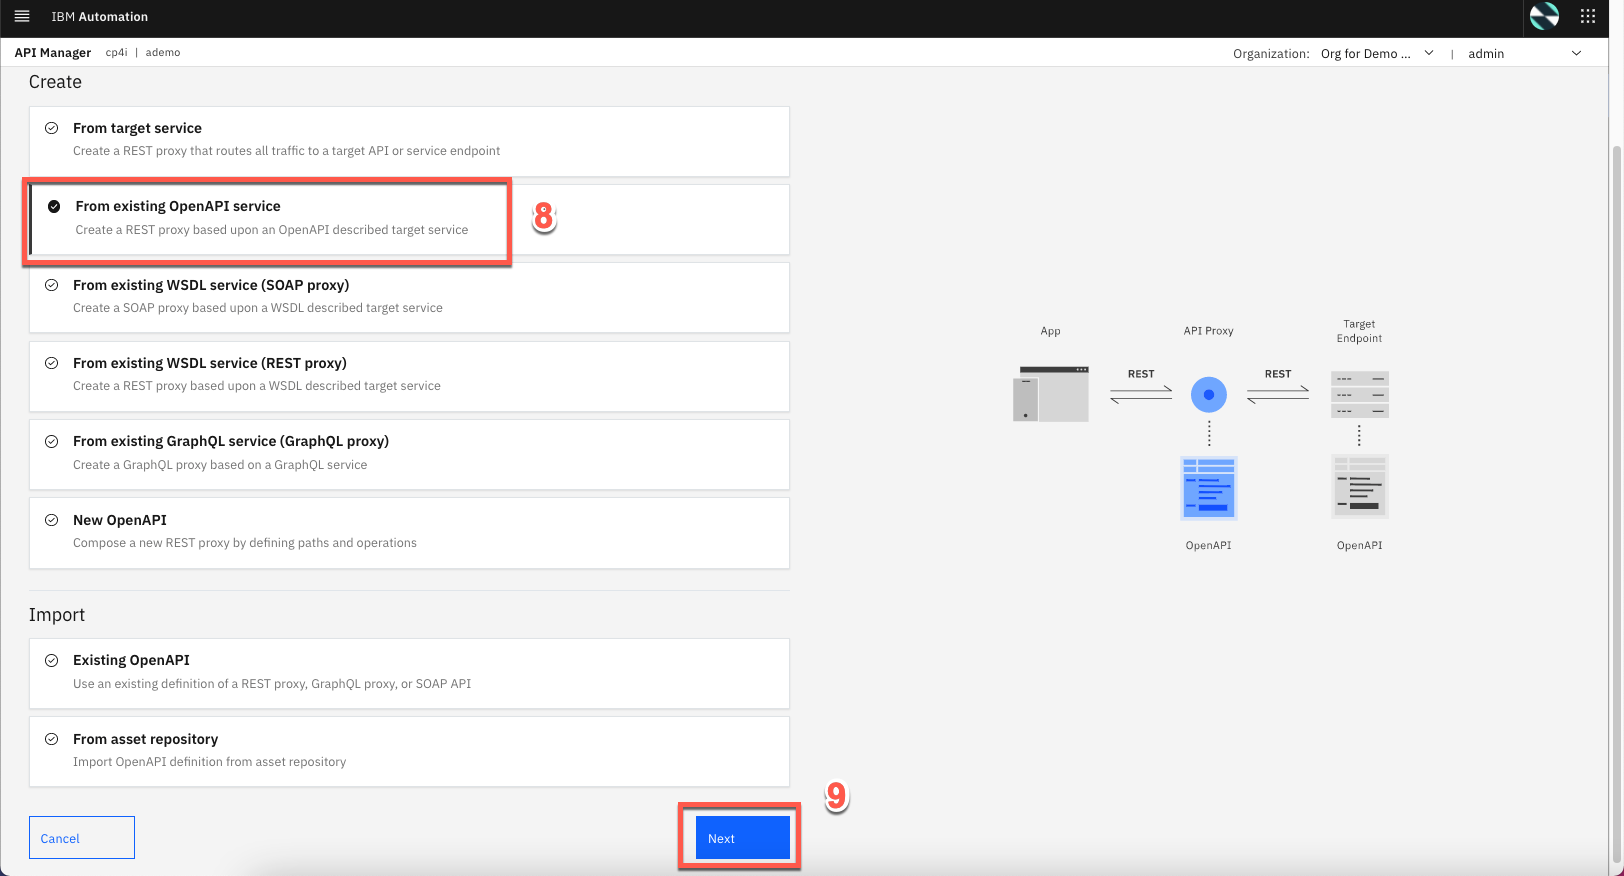 IBM Automation
API Manager cp4i | ademo
Organization: Org for Demo ... | admin
Create
From target service
Create a REST proxy that routes all traffic to a target API or service endpoint
From existing OpenAPI service
Create a REST proxy based upon an OpenAPI described target service
8
From existing WSDL service (SOAP proxy)
Create a SOAP proxy based upon a WSDL described target service
From existing WSDL service (REST proxy)
Create a REST proxy based upon a WSDL described target service
From existing GraphQL service (GraphQL proxy)
Create a GraphQL proxy based on a GraphQL service
New OpenAPI
Compose a new REST proxy by defining paths and operations
Import
Existing OpenAPI
Use an existing definition of a REST proxy, GraphQL proxy, or SOAP API
From asset repository
Import OpenAPI definition from asset repository
Cancel
Next
9
App
API Proxy
Target
Endpoint
REST
REST
OpenAPI
OpenAPI